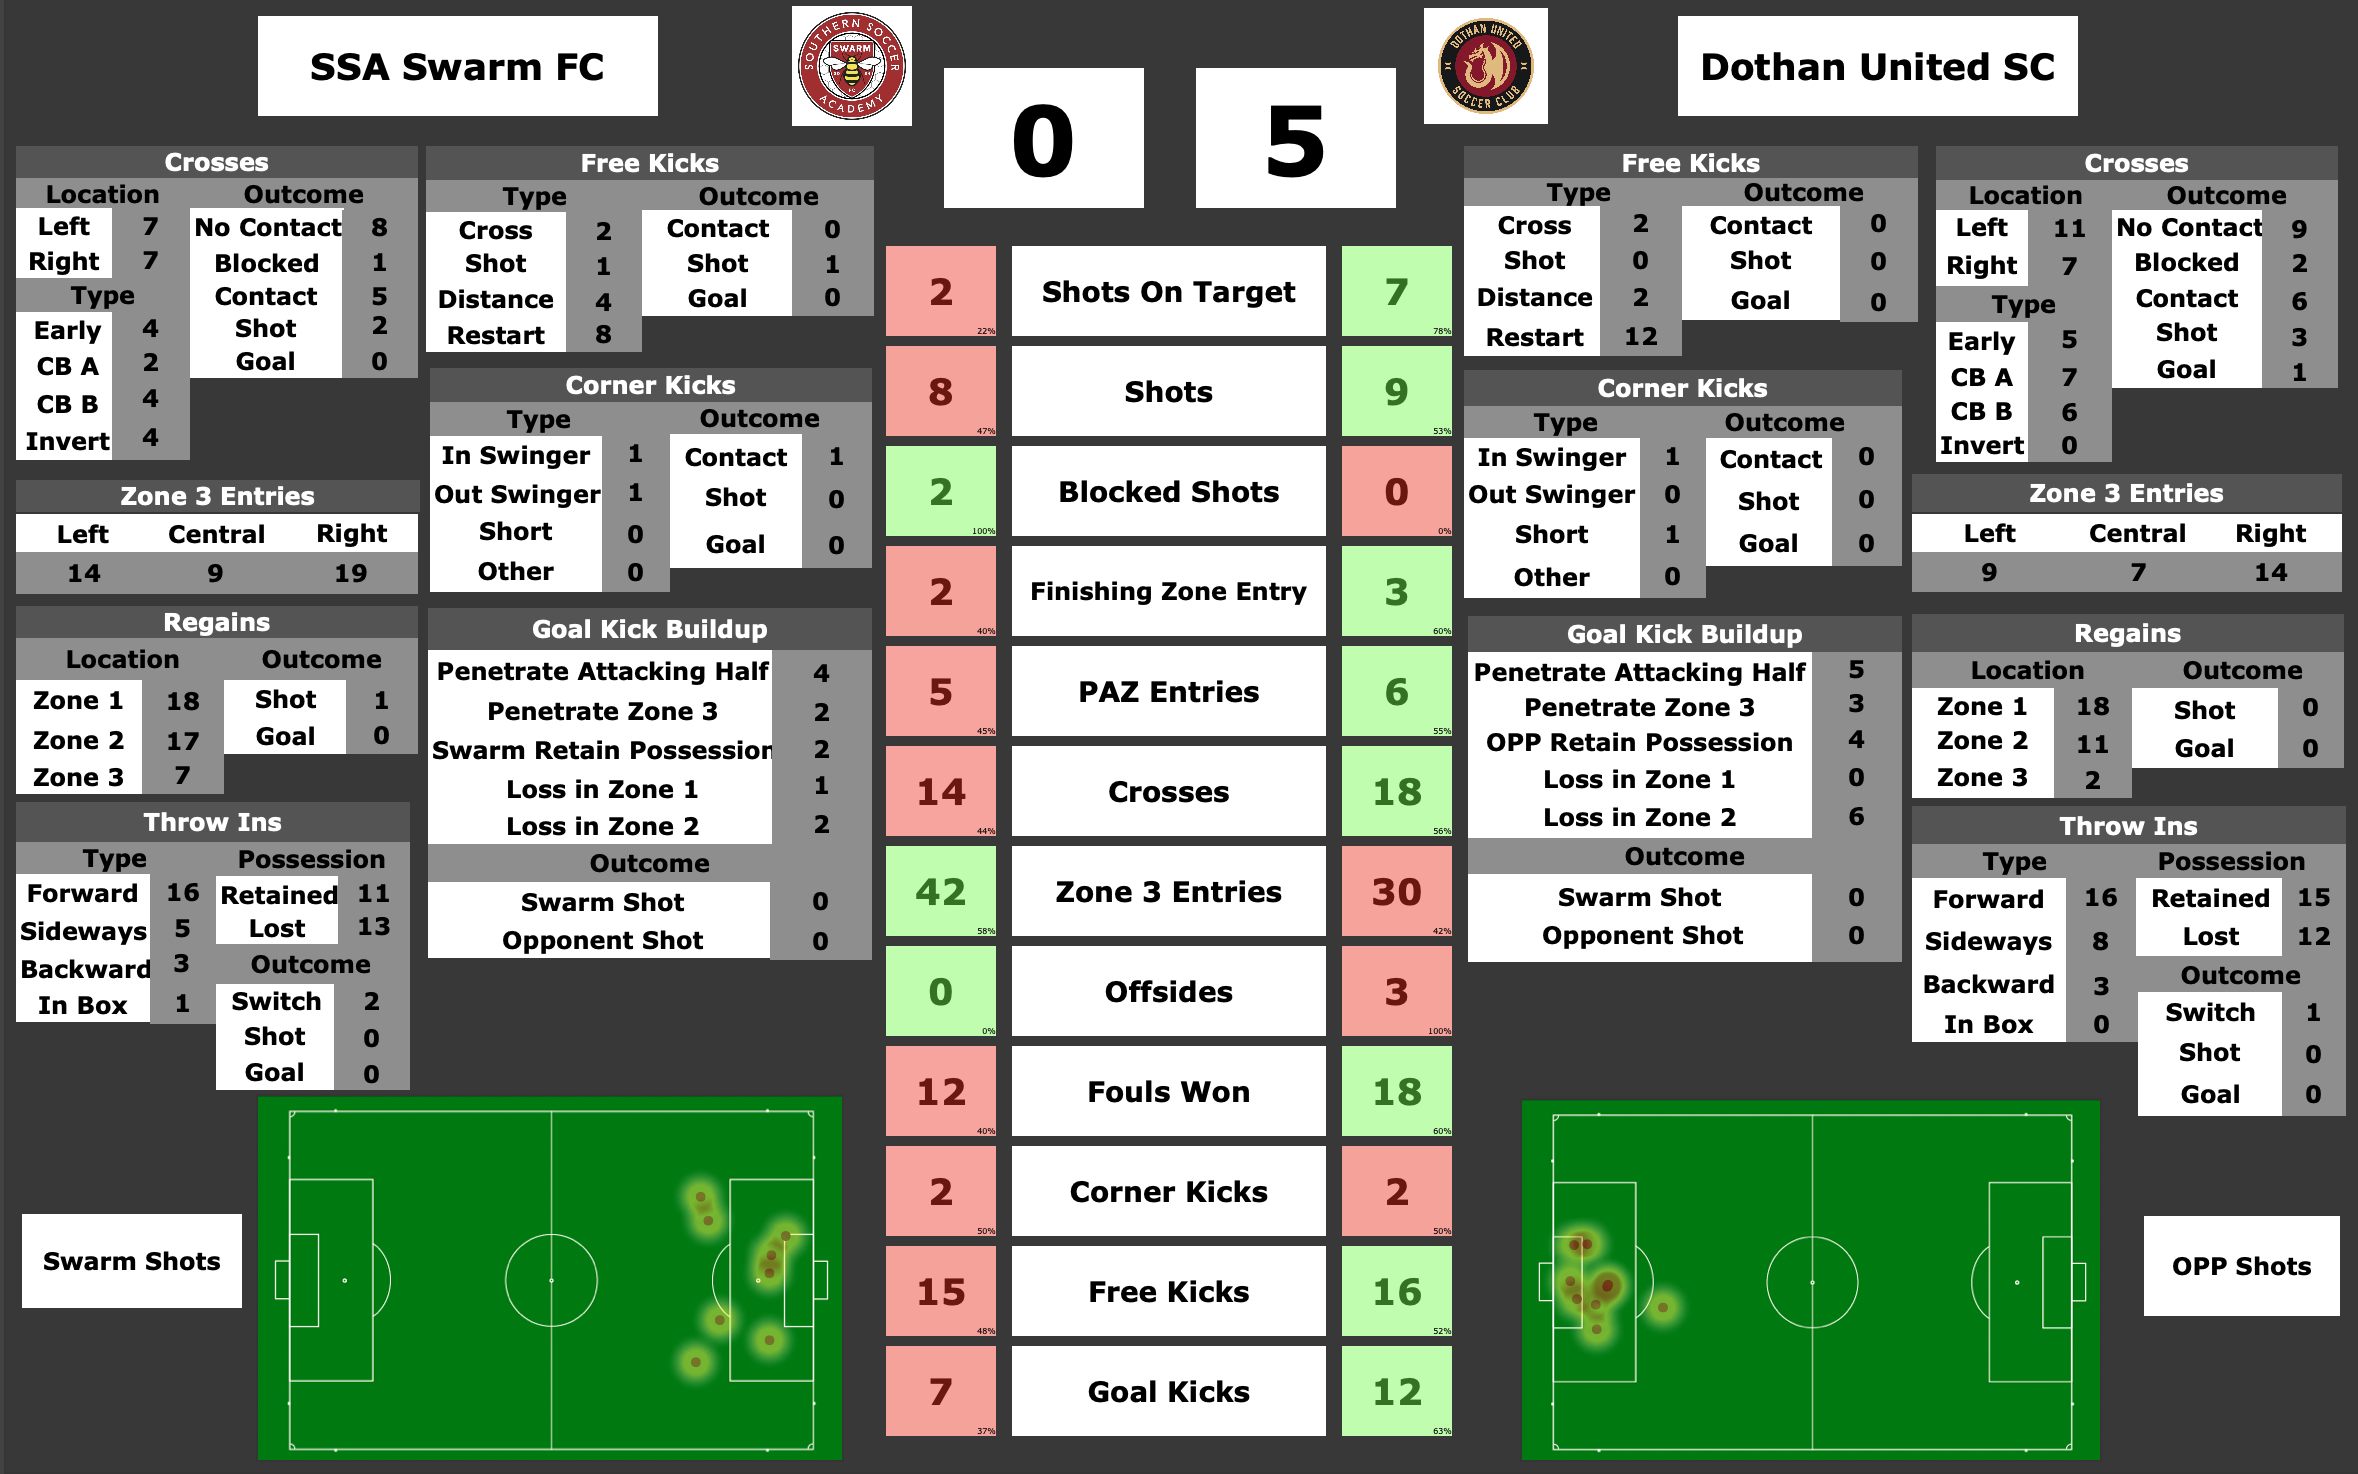 SSA Swarm FC
SOUTHERN SOCCER
SWARM
ACADEMY
0
5
DOTHAN UNITED
SOCCER CLUB
Dothan United SC
Crosses
Location Outcome
Left 7 No Contact 8
Right 7 Blocked 1
Type Contact 5
Early 4 Shot 2
CB A 2 Goal 0
CB B 4
Invert 4
Zone 3 Entries
Left Central Right
14 9 19
Regains
Location Outcome
Zone 1 18 Shot 1
Zone 2 17 Goal 0
Zone 3 7
Throw Ins
Type Possession
Forward 16 Retained 11
Sideways 5 Lost 13
Backward 3 Outcome
In Box 1 Switch 2
Shot 0
Goal 0
Free Kicks
Type Outcome
Cross 2 Contact 0
Shot 1 Shot 1
Distance 4 Goal 0
Restart 8
Corner Kicks
Type Outcome
In Swinger 1 Contact 1
Out Swinger 1 Shot 0
Short 0 Goal 0
Other 0
Goal Kick Buildup
Penetrate Attacking Half 4
Penetrate Zone 3 2
Swarm Retain Possession 2
Loss in Zone 1 1
Loss in Zone 2 2
Outcome
Swarm Shot 0
Opponent Shot 0
2 22% Shots On Target 7 78%
8 47% Shots 9 53%
2 100% Blocked Shots 0 0%
2 40% Finishing Zone Entry 3 60%
5 45% PAZ Entries 6 55%
14 44% Crosses 18 56%
42 58% Zone 3 Entries 30 42%
0 0% Offsides 3 100%
12 40% Fouls Won 18 60%
2 50% Corner Kicks 2 50%
15 48% Free Kicks 16 52%
7 37% Goal Kicks 12 63%
Free Kicks
Type Outcome
Cross 2 Contact 0
Shot 0 Shot 0
Distance 2 Goal 0
Restart 12
Corner Kicks
Type Outcome
In Swinger 1 Contact 0
Out Swinger 0 Shot 0
Short 1 Goal 0
Other 0
Goal Kick Buildup
Penetrate Attacking Half 5
Penetrate Zone 3 3
OPP Retain Possession 4
Loss in Zone 1 0
Loss in Zone 2 6
Outcome
Swarm Shot 0
Opponent Shot 0
Crosses
Location Outcome
Left 11 No Contact 9
Right 7 Blocked 2
Type Contact 6
Early 5 Shot 3
CB A 7 Goal 1
CB B 6
Invert 0
Zone 3 Entries
Left Central Right
9 7 14
Regains
Location Outcome
Zone 1 18 Shot 0
Zone 2 11 Goal 0
Zone 3 2
Throw Ins
Type Possession
Forward 16 Retained 15
Sideways 8 Lost 12
Backward 3 Outcome
In Box 0 Switch 1
Shot 0
Goal 0
Swarm Shots
OPP Shots